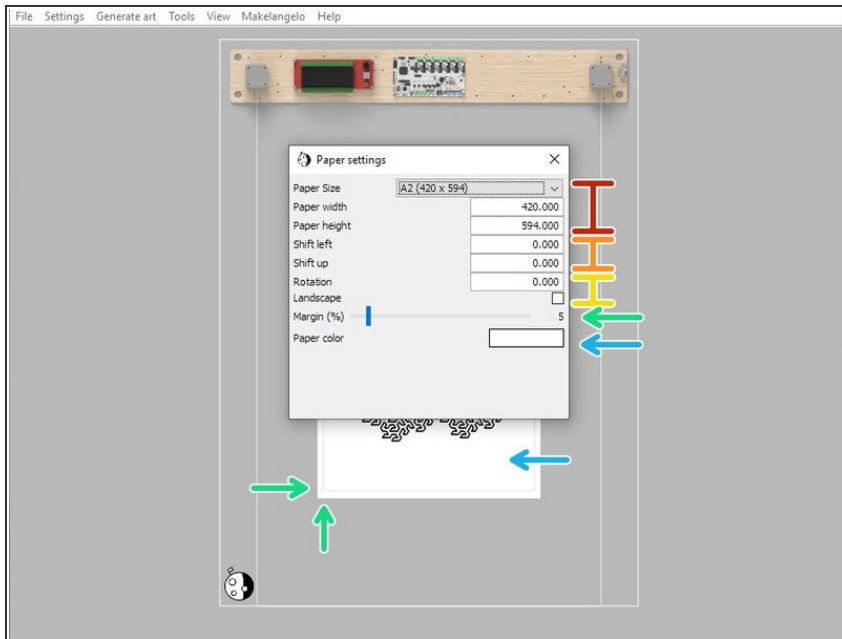 File Settings Generate art Tools View Makelangelo Help
Paper settings
Paper Size A2 (420 x 594)
Paper width 420.000
Paper height 594.000
Shift left 0.000
Shift up 0.000
Rotation 0.000
Landscape
Margin (%) 5
Paper color